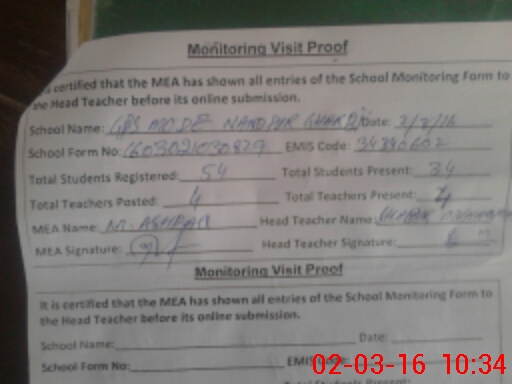 Monitoring Visit Proof
is certified that the MEA has shown all entries of the School Monitoring Form to
the Head Teacher before its online submission.
School Name: GPS MODE NANDPUR Date: 2/3/16
School Form No: EMIS Code:
Total Students Registered: 54 Total Students Present: 34
Total Teachers Posted: 4 Total Teachers Present: 4
MEA Name: M. ASHRAF Head Teacher Name:
MEA Signature: Head Teacher Signature:
Monitoring Visit Proof
It is certified that the MEA has shown all entries of the School Monitoring Form to
the Head Teacher before its online submission.
School Name: Date:
School Form No: EMIS
02-03-16 10:34